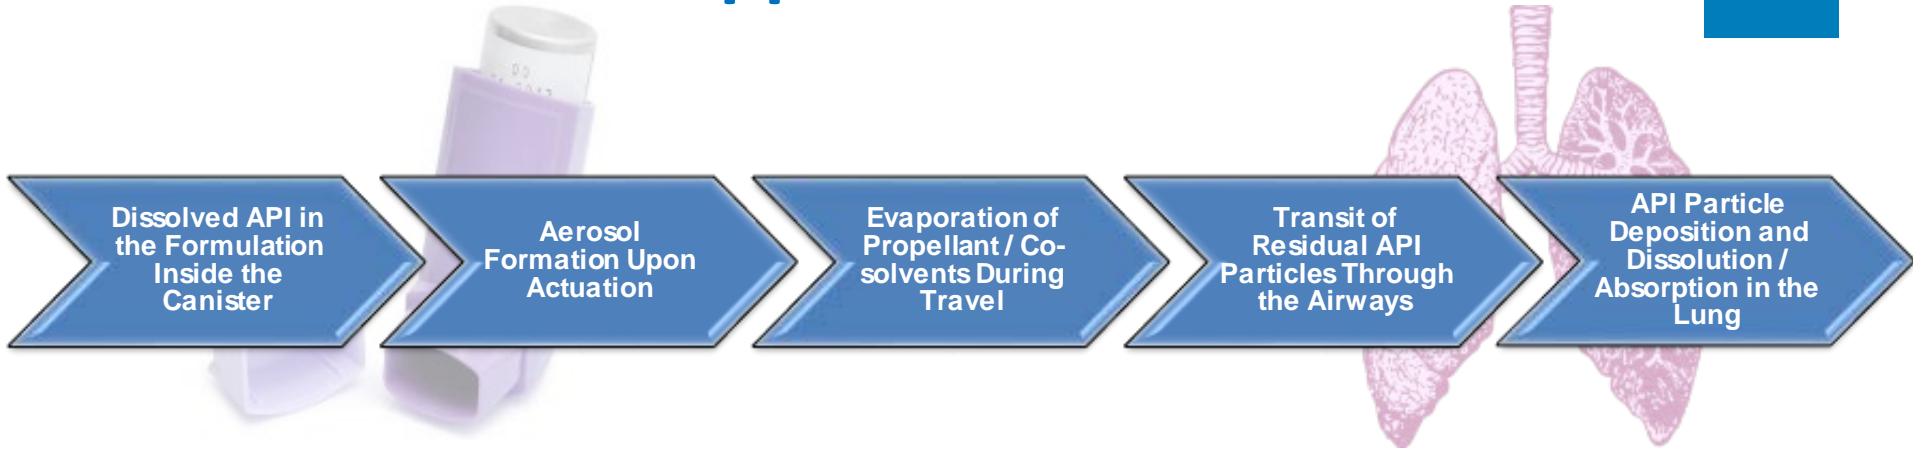 Dissolved API in
the Formulation
Inside the
Canister
Aerosol
Formation Upon
Actuation
Evaporation of
Propellant / Co-
solvents During
Travel
Transit of
Residual API
Particles Through
the Airways
API Particle
Deposition and
Dissolution /
Absorption in the
Lung